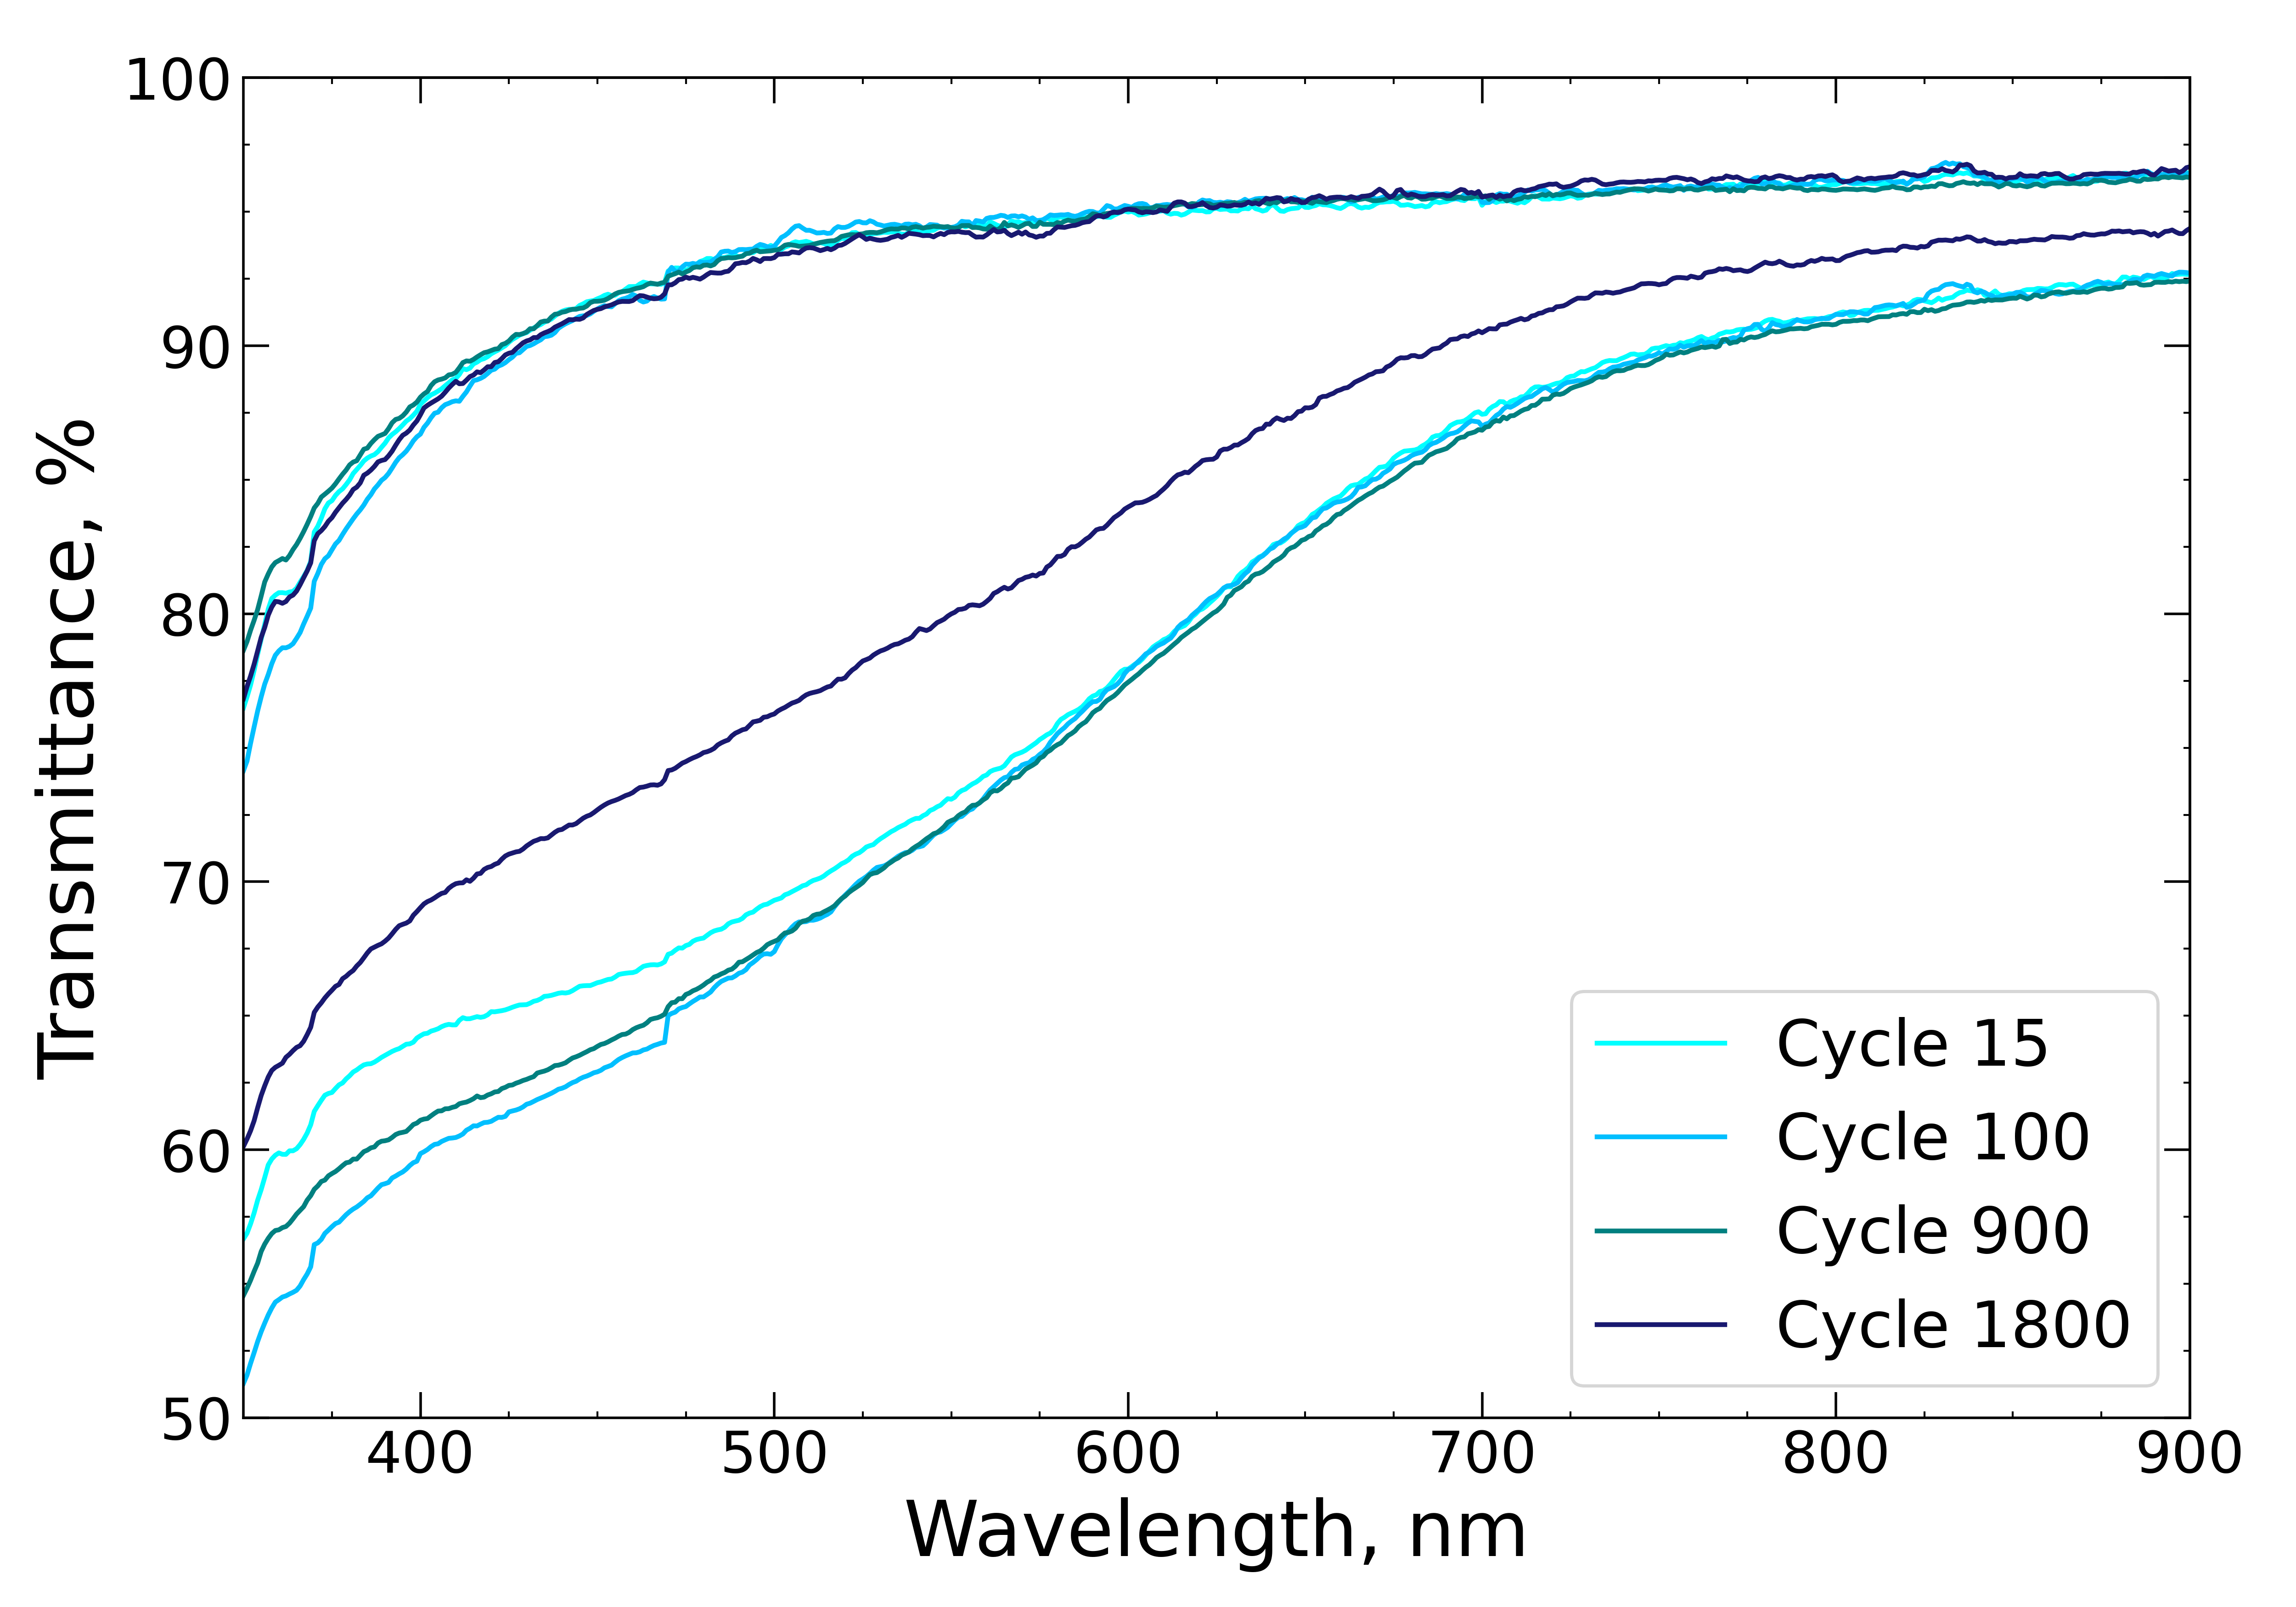 100
90
80
70
60
50
Transmittance, %
400 500 600 700 800 900
Wavelength, nm
Cycle 15
Cycle 100
Cycle 900
Cycle 1800